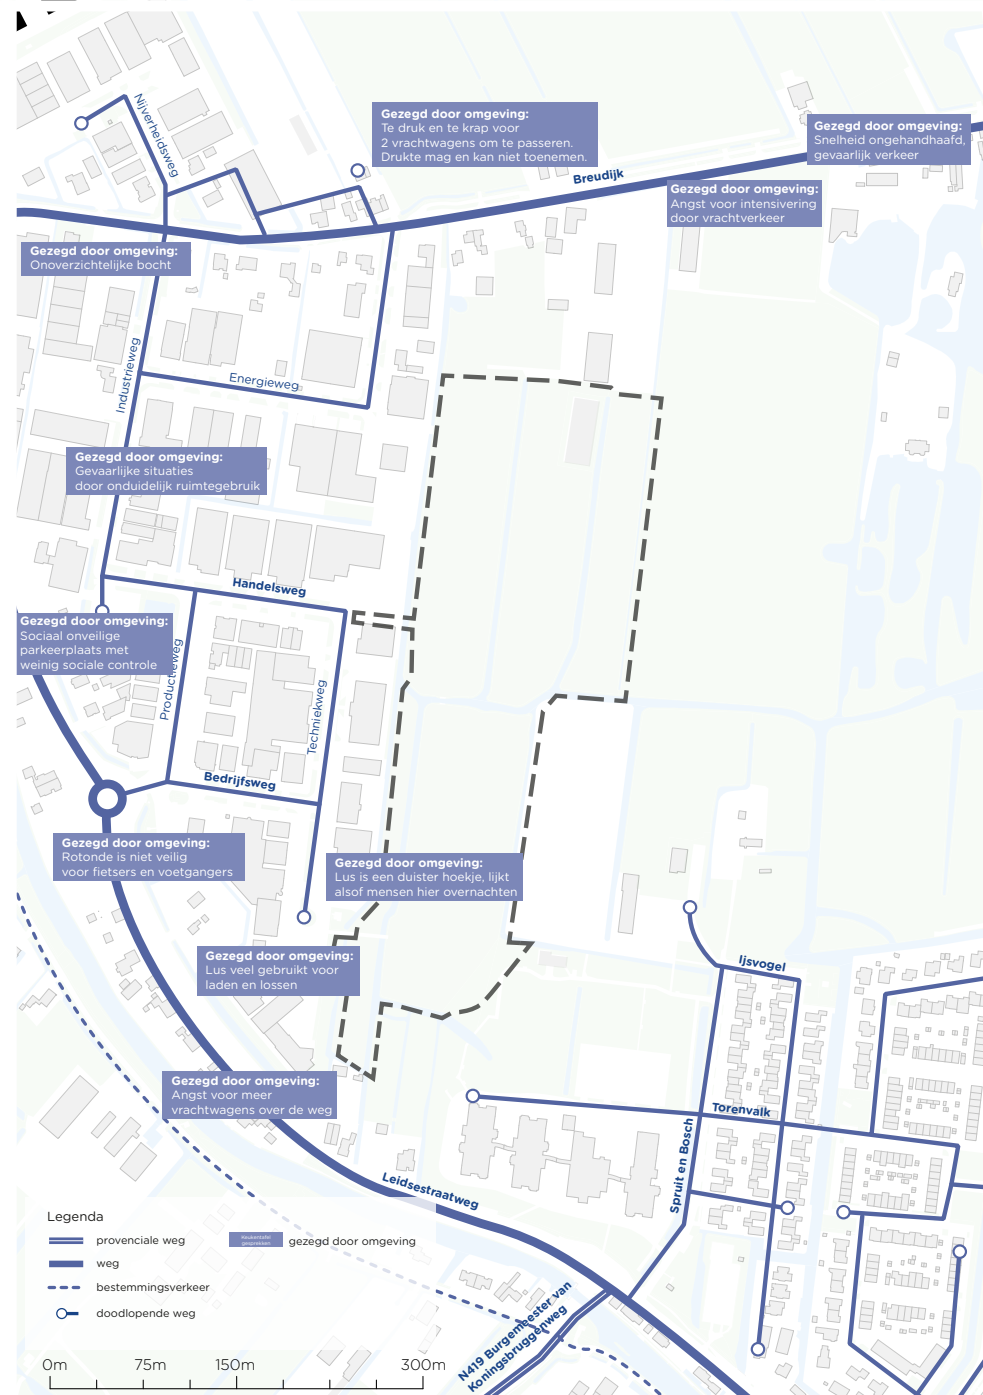 Nijverheidsweg
Gezegd door omgeving:
Te druk en te krap voor
2 vrachtwagens om te passeren.
Drukte mag en kan niet toenemen.
Gezegd door omgeving:
Snelheid ongehandhaafd,
gevaarlijk verkeer
Breudijk
Gezegd door omgeving:
Angst voor intensivering
door vrachtverkeer
Gezegd door omgeving:
Onoverzichtelijke bocht
Industrieweg
Energieweg
Gezegd door omgeving:
Gevaarlijke situaties
door onduidelijk ruimtegebruik
Handelsweg
Gezegd door omgeving:
Sociaal onveilige
parkeerplaats met
weinig sociale controle
Productieweg
Techniekweg
Bedrijfsweg
Gezegd door omgeving:
Rotonde is niet veilig
voor fietsers en voetgangers
Gezegd door omgeving:
Lus is een duister hoekje, lijkt
alsof mensen hier overnachten
Gezegd door omgeving:
Lus veel gebruikt voor
laden en lossen
Ijsvogel
Gezegd door omgeving:
Angst voor meer
vrachtwagens over de weg
Torenvalk
Spruit en Bosch
Leidsestraatweg
N419 Burgemeester van
Koningsbruggenweg
Legenda
provenciale weg
weg
bestemmingsverkeer
doodlopende weg
Keukentafel
gesprekken
gezegd door omgeving
0m 75m 150m 300m